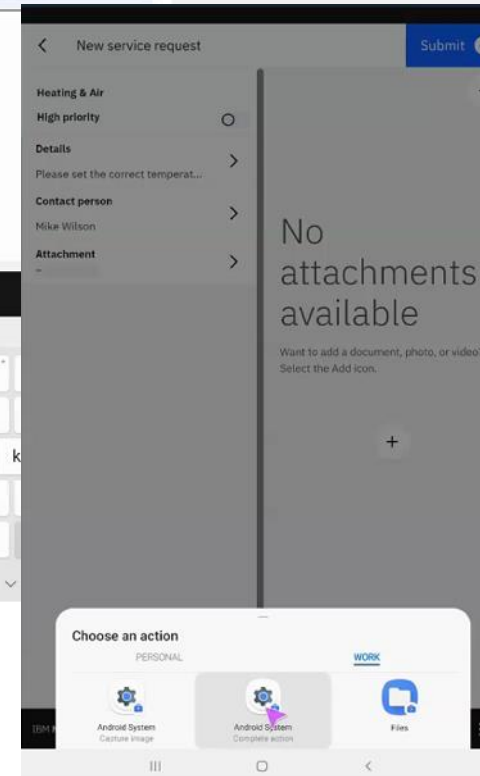 New service request
Submit
Heating & Air
High priority
Details
Please set the correct temperat...
Contact person
Mike Wilson
Attachment
–
No
attachments
available
Want to add a document, photo, or video?
Select the Add icon.
+
Choose an action
PERSONAL
WORK
Android System
Capture image
Android System
Complete action
Files
IBM
k